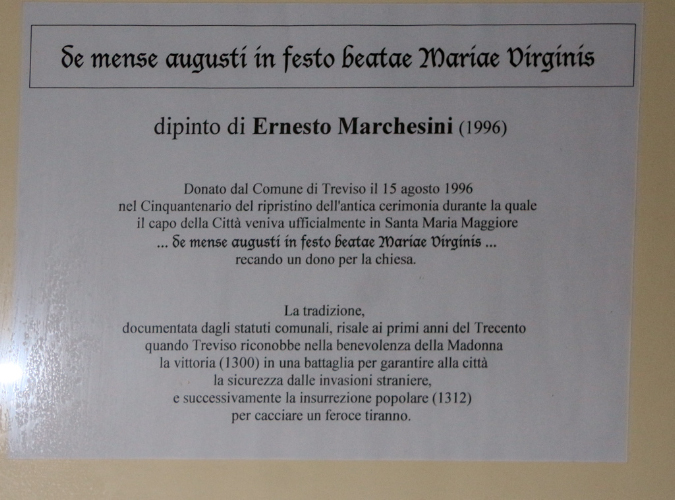 de mense augusti in festo beatae Mariae Virginis
dipinto di Ernesto Marchesini (1996)
Donato dal Comune di Treviso il 15 agosto 1996
nel Cinquantenario del ripristino dell'antica cerimonia durante la quale
il capo della Città veniva ufficialmente in Santa Maria Maggiore
... de mense augusti in festo beatae Mariae Virginis ...
recando un dono per la chiesa.
La tradizione,
documentata dagli statuti comunali, risale ai primi anni del Trecento
quando Treviso riconobbe nella benevolenza della Madonna
la vittoria (1300) in una battaglia per garantire alla città
la sicurezza dalle invasioni straniere,
e successivamente la insurrezione popolare (1312)
per cacciare un feroce tiranno.